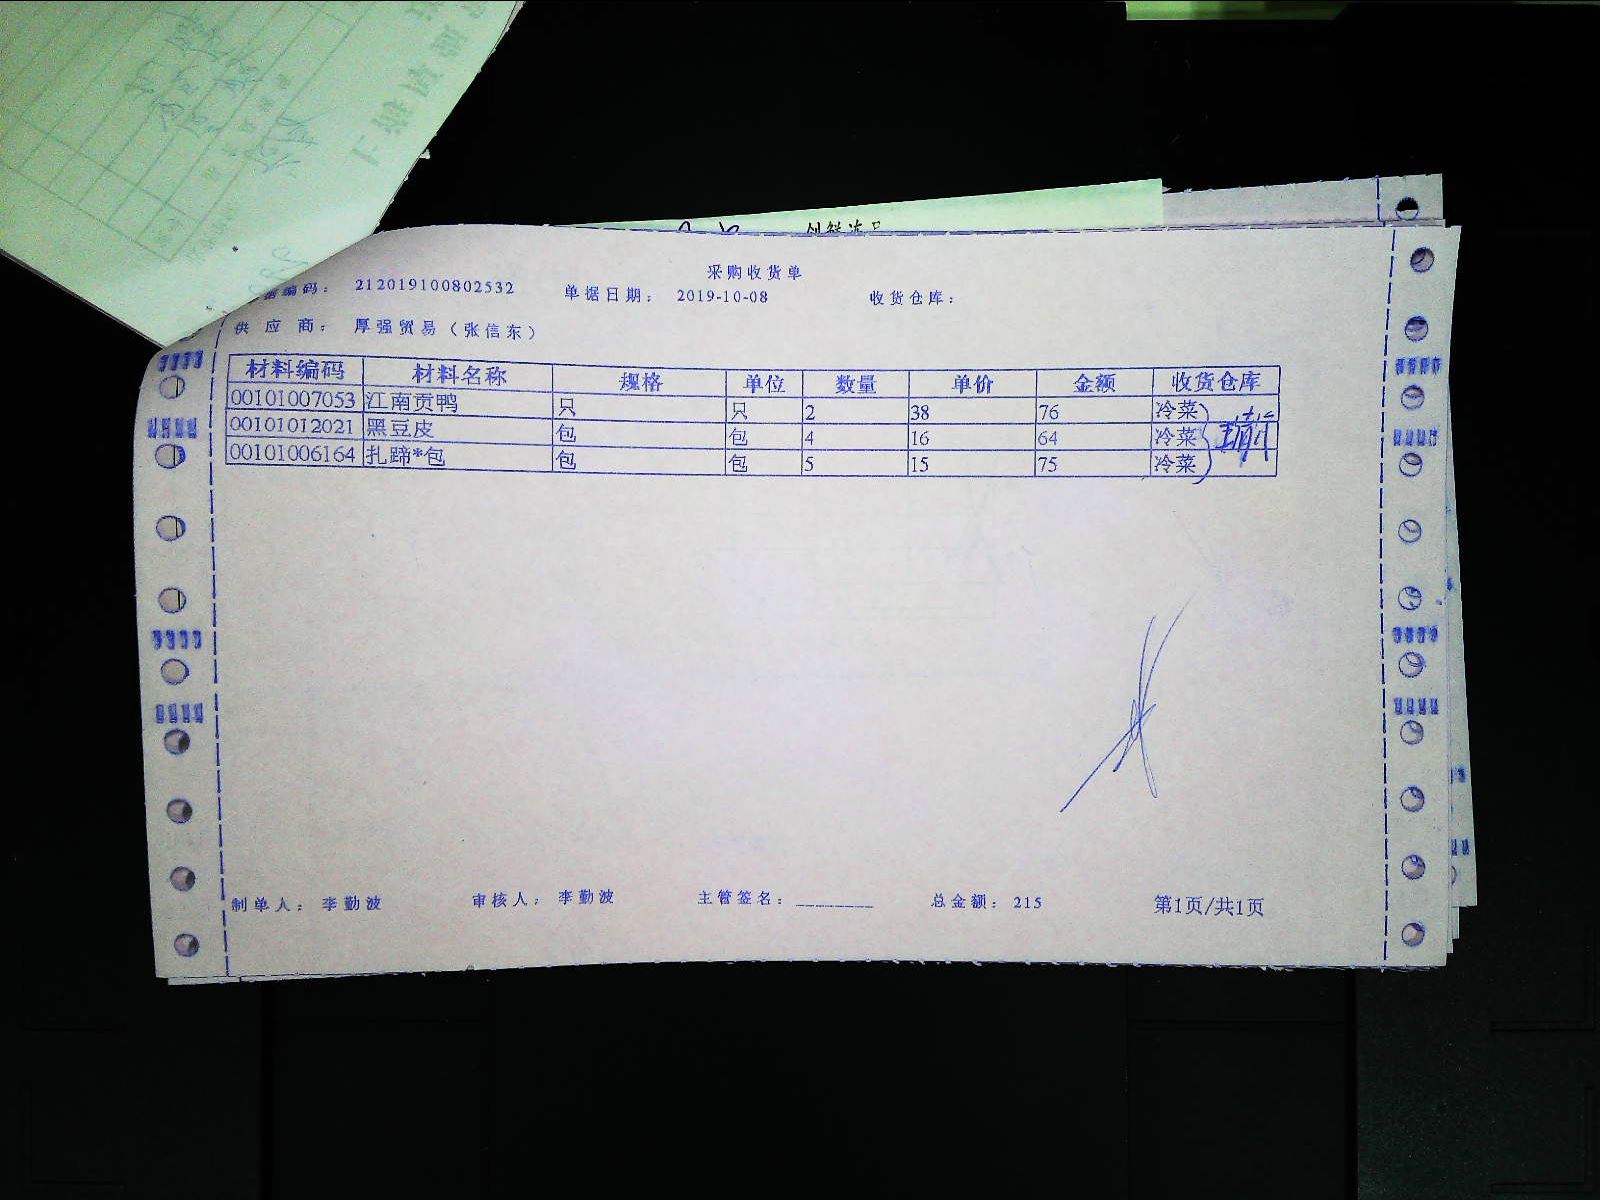 采购收货单
据编码：212019100802532 单据日期：2019-10-08 收货仓库：
供应商：厚强贸易（张信东）
材料编码 材料名称 规格 单位 数量 单价 金额 收货仓库
00101007053 江南贡鸭 只 只 2 38 76 冷菜
00101012021 黑豆皮 包 包 4 16 64 冷菜
00101006164 扎蹄*包 包 包 5 15 75 冷菜
制单人：李勤波 审核人：李勤波 主管签名：________ 总金额：215 第1页/共1页